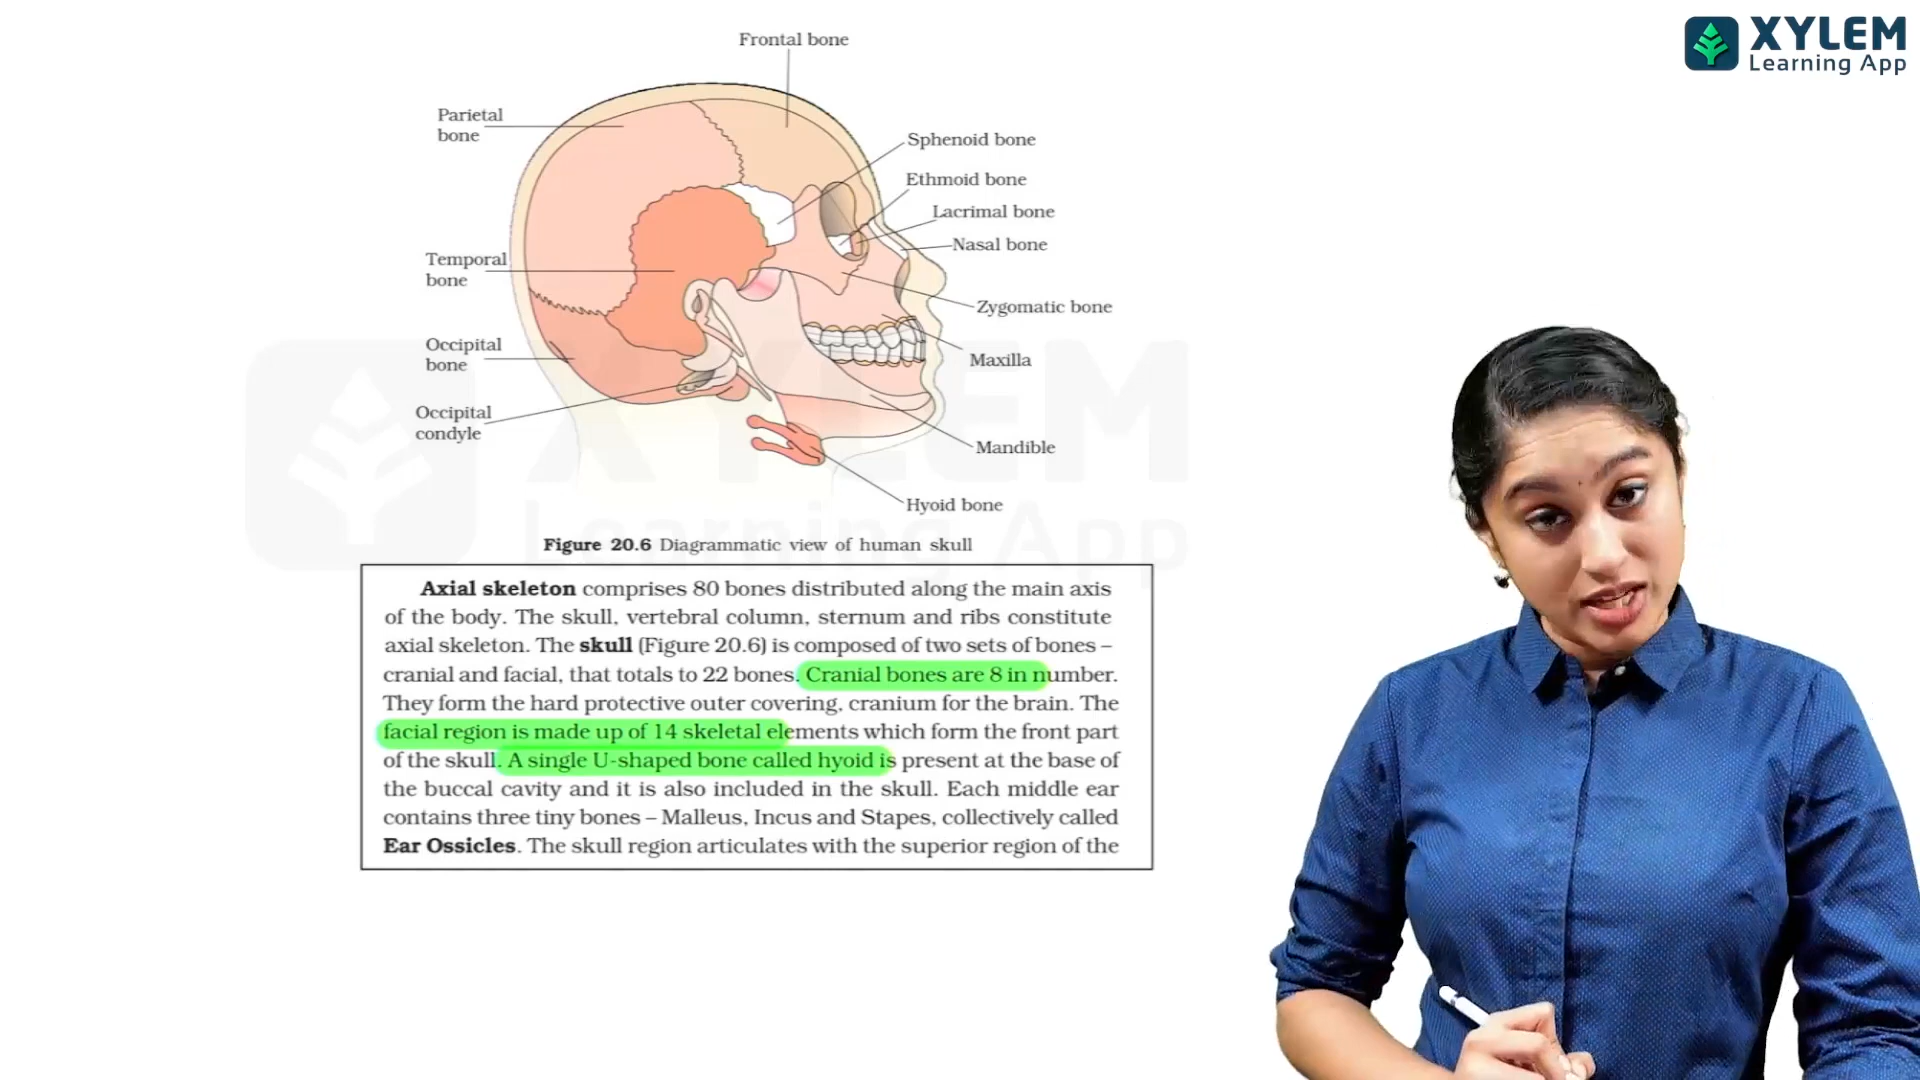 XYLEM
Learning App
Frontal bone
Parietal
bone
Sphenoid bone
Ethmoid bone
Lacrimal bone
Nasal bone
Temporal
bone
Zygomatic bone
Occipital
bone
Maxilla
Occipital
condyle
Mandible
Hyoid bone
XYLEM
Learning App
Figure 20.6 Diagrammatic view of human skull
Axial skeleton comprises 80 bones distributed along the main axis
of the body. The skull, vertebral column, sternum and ribs constitute
axial skeleton. The skull (Figure 20.6) is composed of two sets of bones –
cranial and facial, that totals to 22 bones. Cranial bones are 8 in number.
They form the hard protective outer covering, cranium for the brain. The
facial region is made up of 14 skeletal elements which form the front part
of the skull. A single U-shaped bone called hyoid is present at the base of
the buccal cavity and it is also included in the skull. Each middle ear
contains three tiny bones – Malleus, Incus and Stapes, collectively called
Ear Ossicles. The skull region articulates with the superior region of the